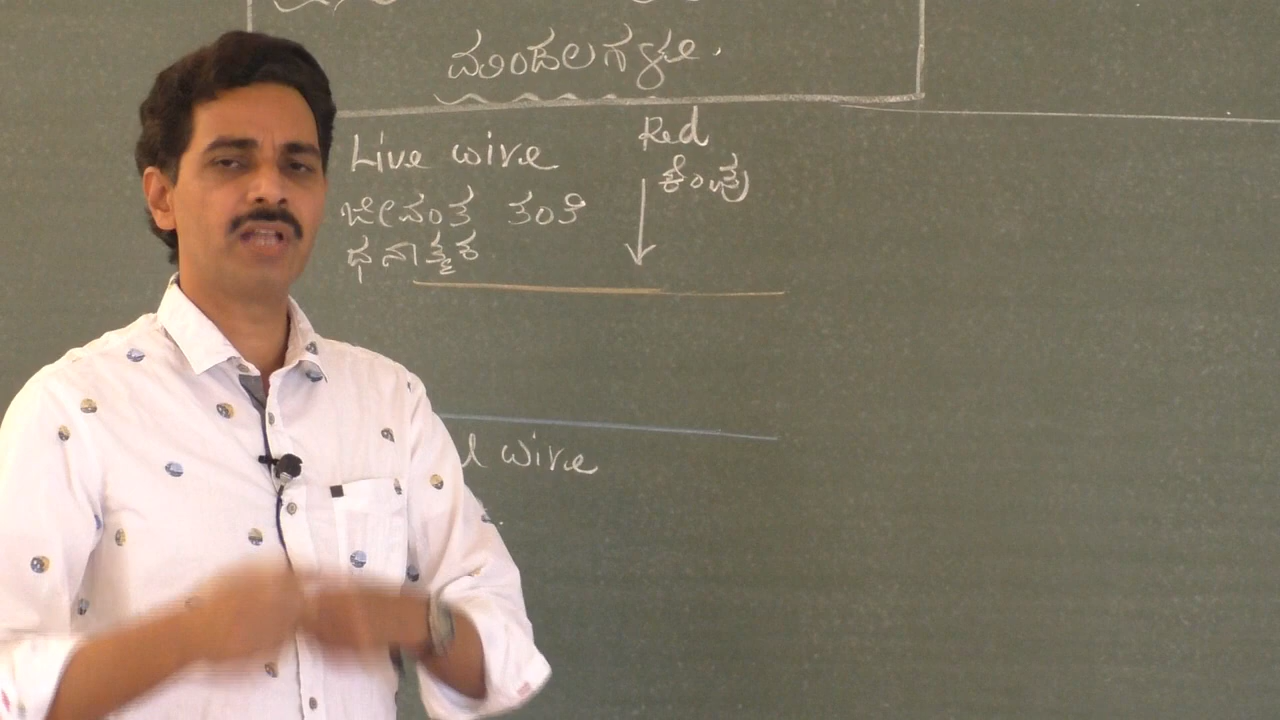 ಮಂಡಲಗಳು.
Live wire
Red
ಕೆಂಪು
ಜೀವಂತ ತಂತಿ
ಧನಾತ್ಮಕ
l wire